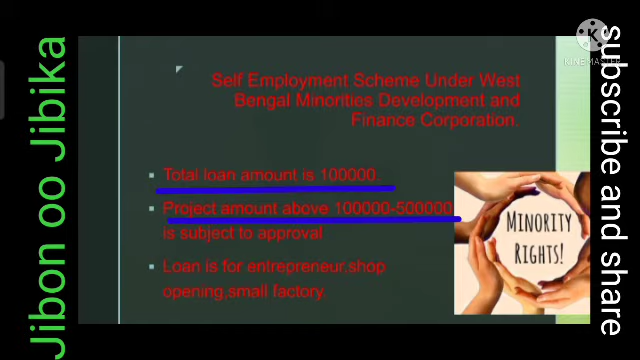 Jibon oo Jibika
Self Employment Scheme Under West
Bengal Minorities Development and
Finance Corporation.
Total loan amount is 100000.
Project amount above 100000-500000
is subject to approval
Loan is for entrepreneur,shop
opening,small factory
MINORITY
RIGHTS!
K
KINEMASTER
subscribe and share